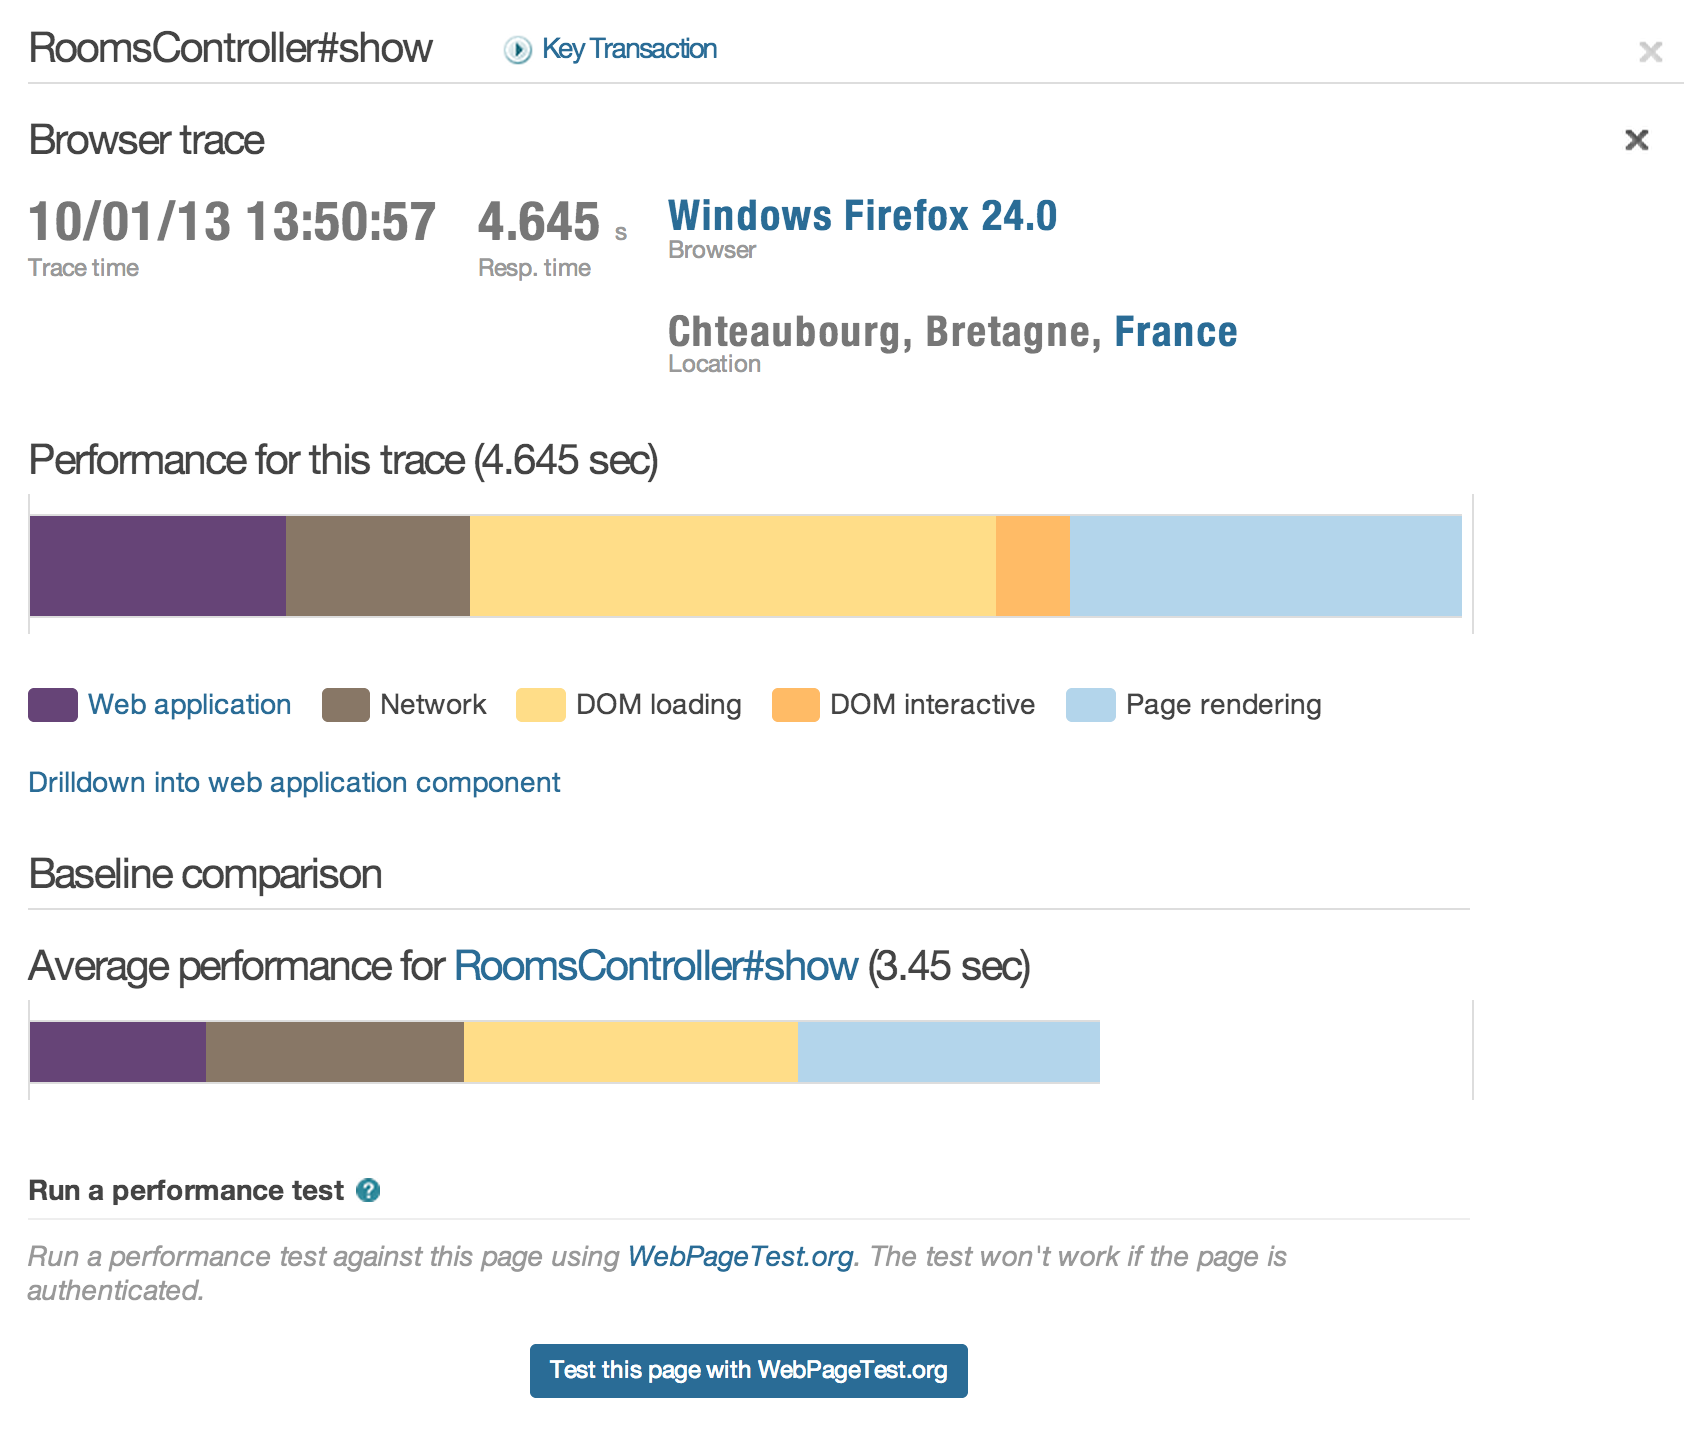 RoomsController#show Key Transaction
Browser trace
10/01/13 13:50:57 4.645 s Windows Firefox 24.0
Trace time Resp. time Browser
Chteaubourg, Bretagne, France
Location
Performance for this trace (4.645 sec)
Web application Network DOM loading DOM interactive Page rendering
Drilldown into web application component
Baseline comparison
Average performance for RoomsController#show (3.45 sec)
Run a performance test ?
Run a performance test against this page using WebPageTest.org. The test won't work if the page is
authenticated.
Test this page with WebPageTest.org